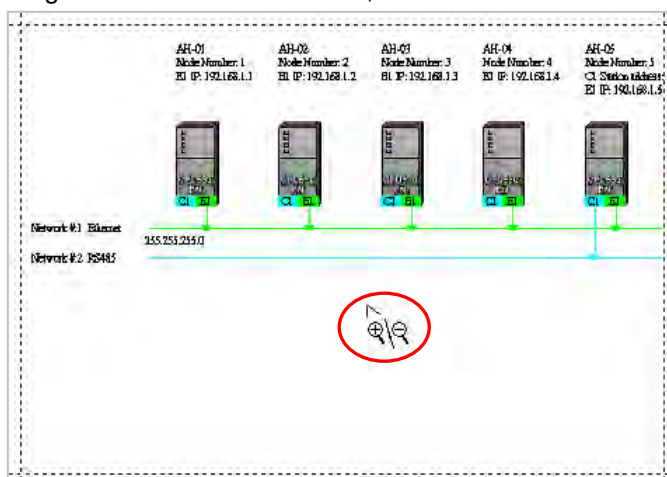 AH-01
Node Number: 1
E1 IP: 192.168.1.1
AH-02
Node Number: 2
E1 IP: 192.168.1.2
AH-03
Node Number: 3
E1 IP: 192.168.1.3
AH-04
Node Number: 4
E1 IP: 192.168.1.4
AH-05
Node Number: 5
C1 Station address:
E1 IP: 192.168.1.5
C1 E1
C1 E1
C1 E1
C1 E1
C1 E1
Network #:1 Ethernet
255.255.255.0
Network #:2 RS485